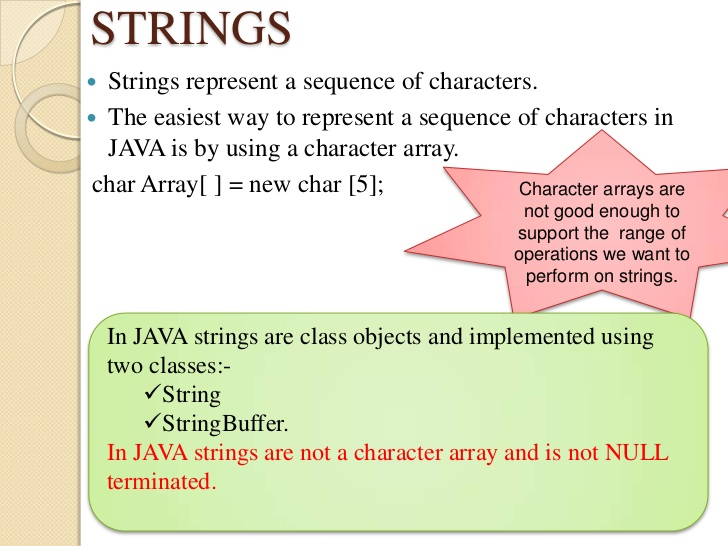 STRINGS
• Strings represent a sequence of characters.
• The easiest way to represent a sequence of characters in
JAVA is by using a character array.
char Array[ ] = new char [5];
Character arrays are
not good enough to
support the range of
operations we want to
perform on strings.
In JAVA strings are class objects and implemented using
two classes:-
✓String
✓StringBuffer.
In JAVA strings are not a character array and is not NULL
terminated.